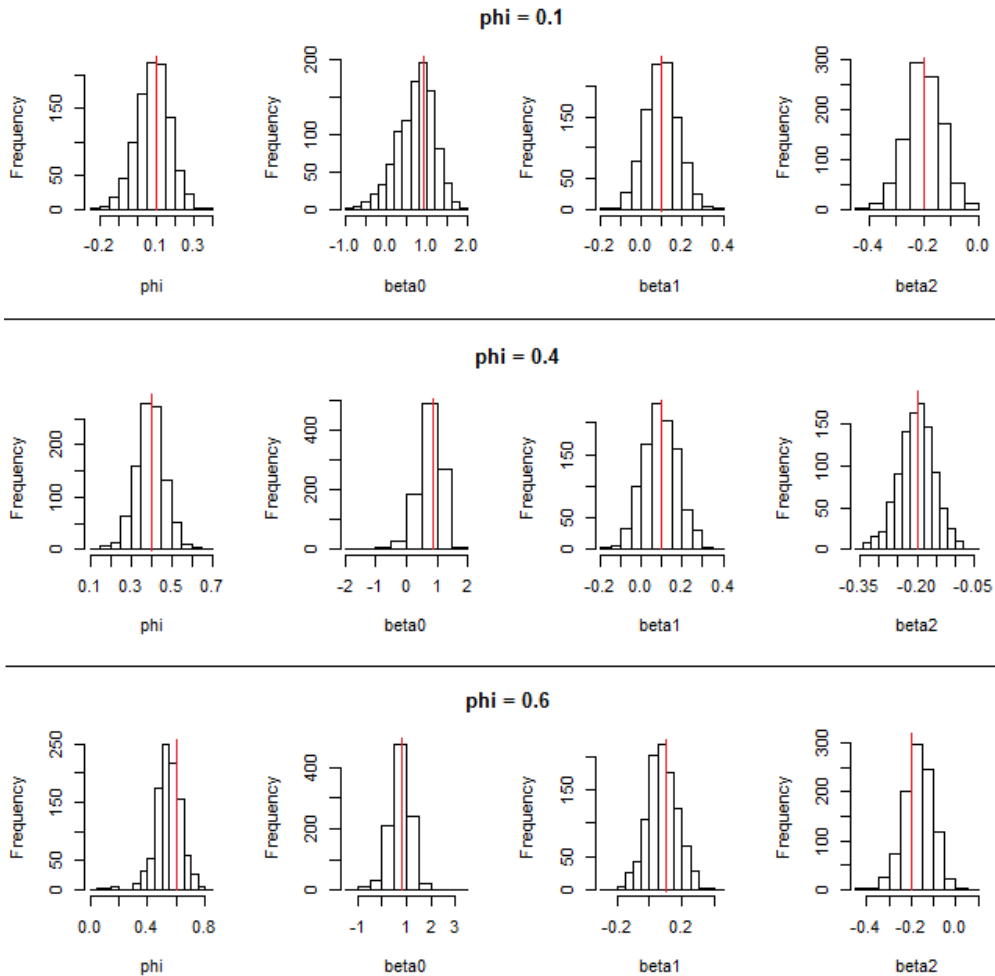 phi = 0.1
Frequency
0 50 150
-0.2 0.1 0.3
phi
Frequency
0 50 100 150 200
-1.0 0.0 1.0 2.0
beta0
Frequency
0 50 150
-0.2 0.0 0.2 0.4
beta1
Frequency
0 100 200 300
-0.4 -0.2 0.0
beta2
phi = 0.4
Frequency
0 100 200
0.1 0.3 0.5 0.7
phi
Frequency
0 200 400
-2 -1 0 1 2
beta0
Frequency
0 50 150
-0.2 0.0 0.2 0.4
beta1
Frequency
0 50 100 150
-0.35 -0.20 -0.05
beta2
phi = 0.6
Frequency
0 50 150 250
0.0 0.4 0.8
phi
Frequency
0 200 400
-1 1 2 3
beta0
Frequency
0 50 150
-0.2 0.2
beta1
Frequency
0 100 200 300
-0.4 -0.2 0.0
beta2